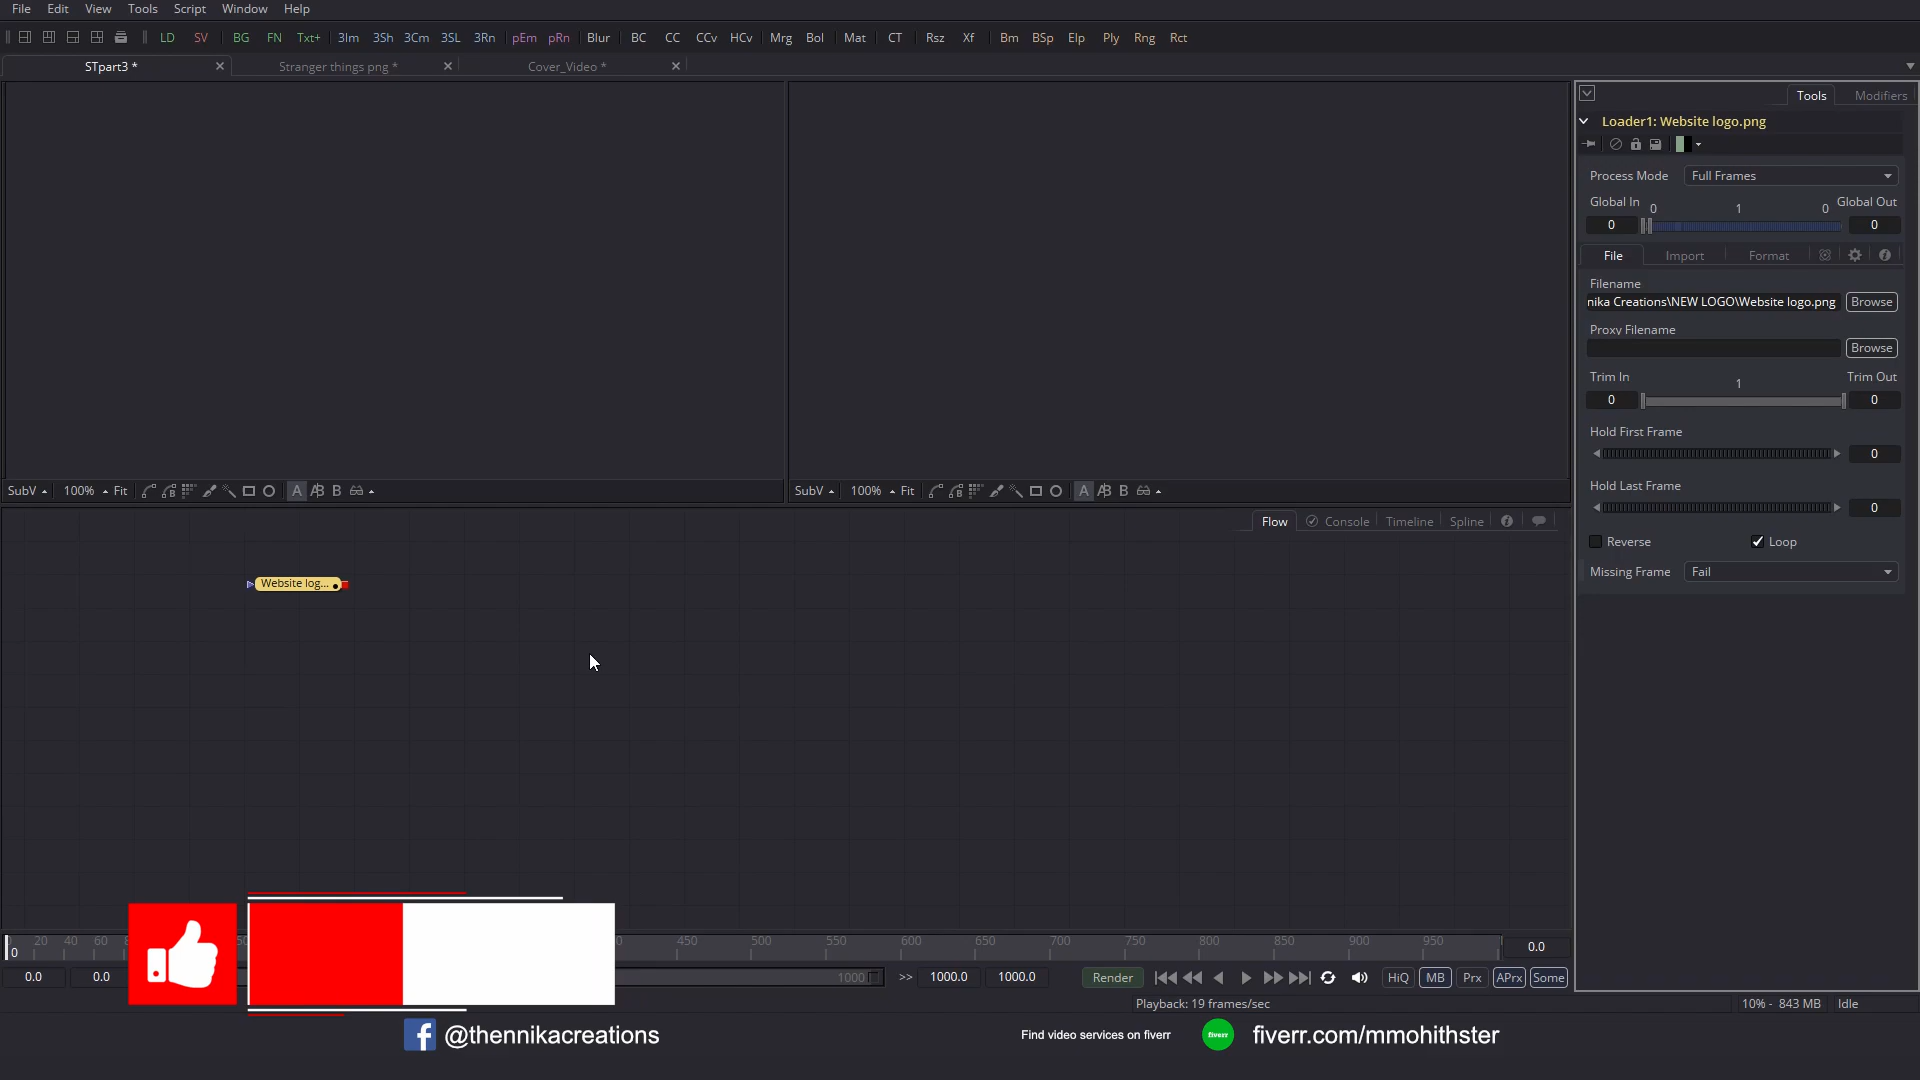 File Edit View Tools Script Window Help
LD SV BG FN Txt+ 3Im 3Sh 3Cm 3SL 3Rn pEm pRn Blur BC CC CCv HCv Mrg Bol Mat CT Rsz Xf Bm BSp Elp Ply Rng Rct
STpart3 * Stranger things png * Cover_Video *
Tools Modifiers
Loader1: Website logo.png
Process Mode Full Frames
Global In 0 1 0 Global Out
0 0
File Import Format
Filename
nika Creations\NEW LOGO\Website logo.png Browse
Proxy Filename
Browse
Trim In 1 Trim Out
0 0
Hold First Frame
0
Hold Last Frame
0
Reverse Loop
Missing Frame Fail
SubV 100% Fit A B SubV 100% Fit A B
Flow Console Timeline Spline
Website log...
0 20 40 60 450 500 550 600 650 700 750 800 850 900 950 0.0
0.0 0.0 1000 >> 1000.0 1000.0 Render HiQ MB Prx APrx Some
Playback: 19 frames/sec 10% - 843 MB Idle
@thennikacreations
Find video services on fiverr fiverr fiverr.com/mmohithster